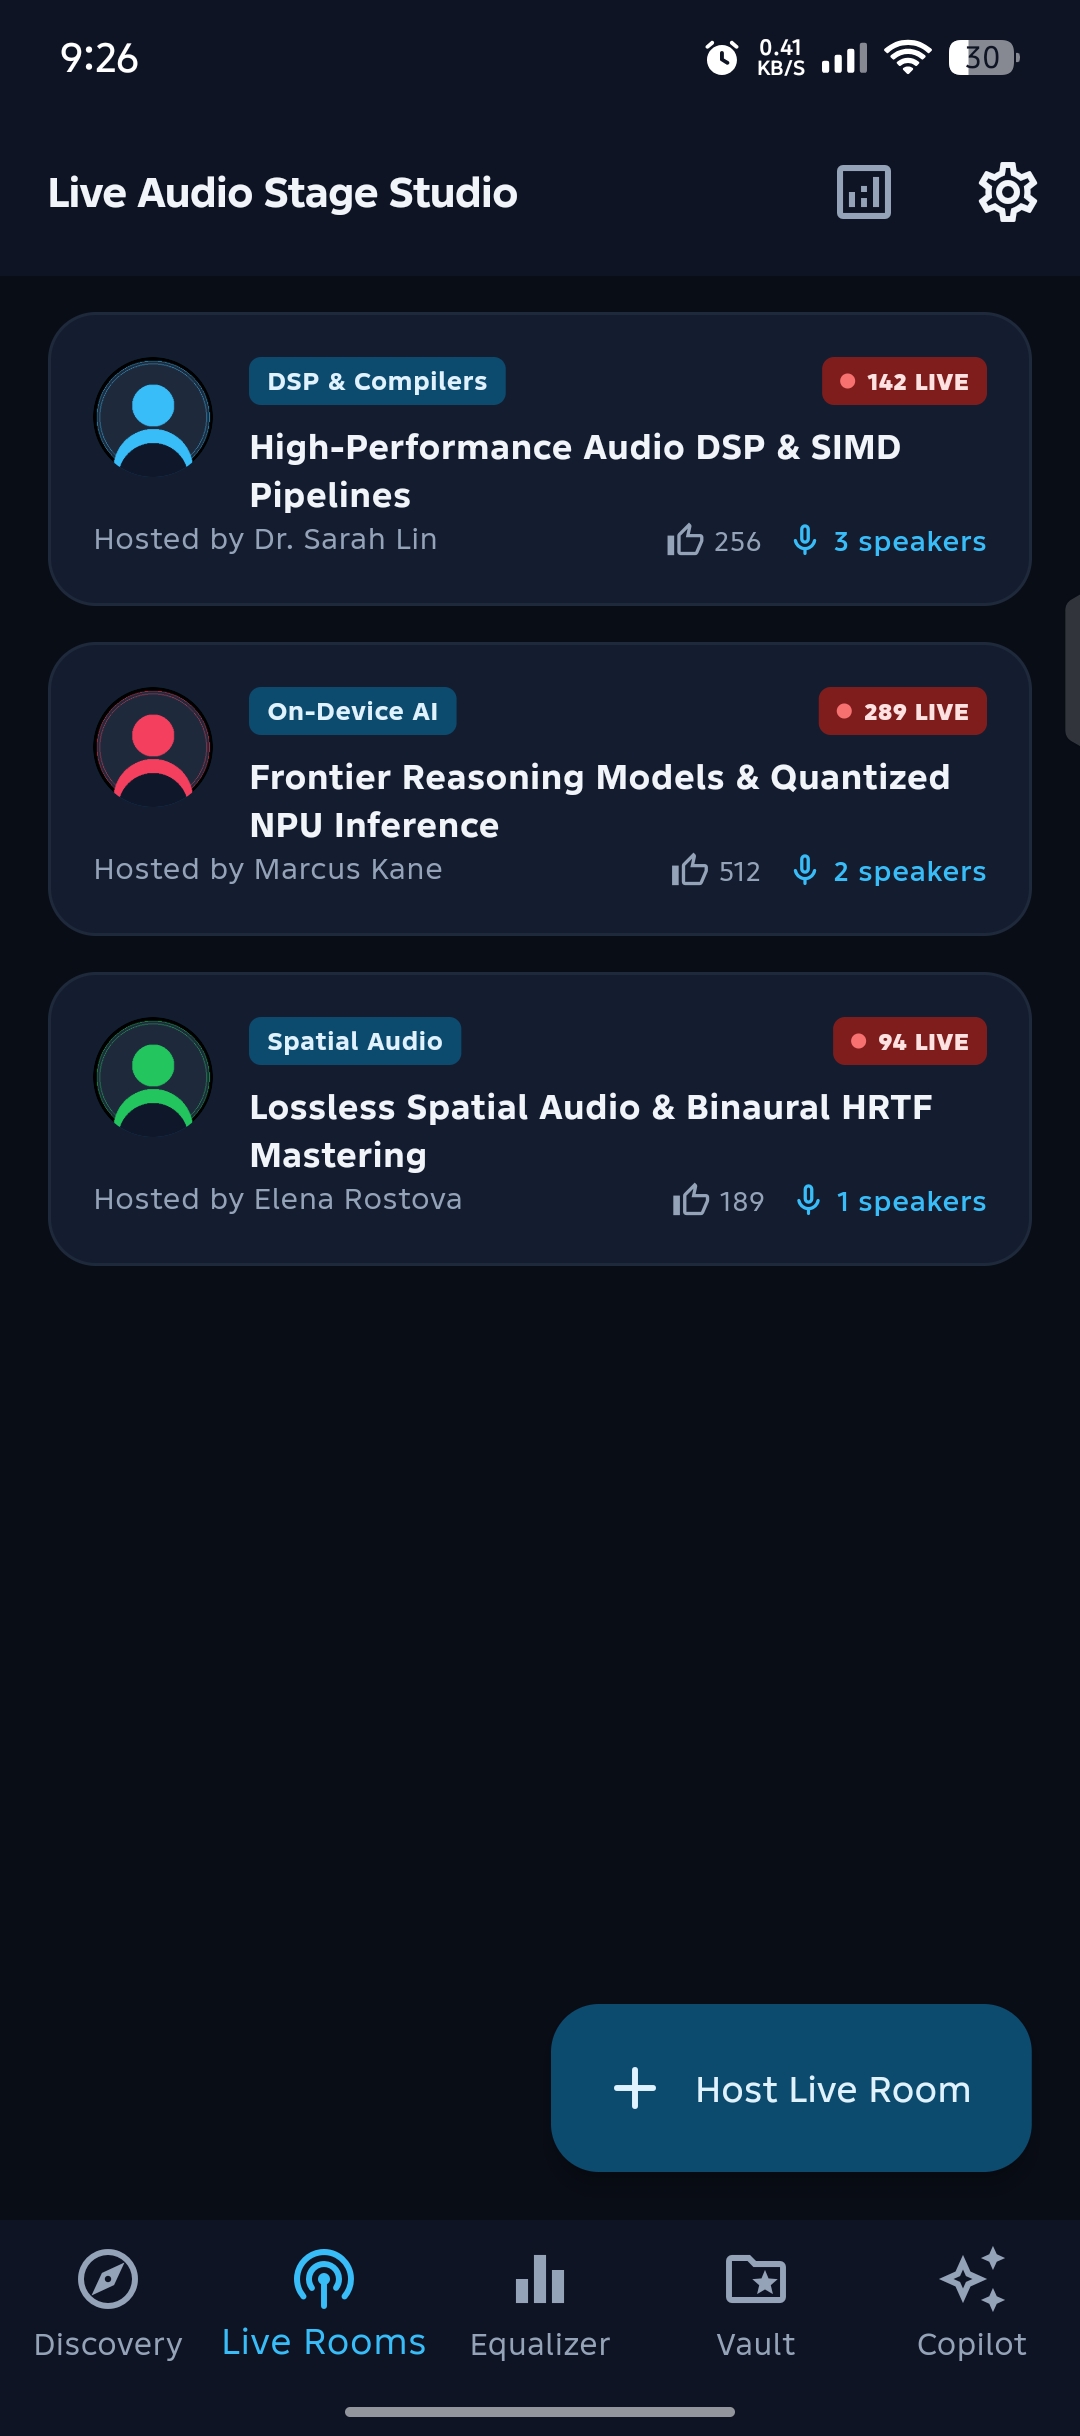 9:26
0.41
KB/S
30
Live Audio Stage Studio
DSP & Compilers
142 LIVE
High-Performance Audio DSP & SIMD
Pipelines
Hosted by Dr. Sarah Lin
256
3 speakers
On-Device AI
289 LIVE
Frontier Reasoning Models & Quantized
NPU Inference
Hosted by Marcus Kane
512
2 speakers
Spatial Audio
94 LIVE
Lossless Spatial Audio & Binaural HRTF
Mastering
Hosted by Elena Rostova
189
1 speakers
Host Live Room
Discovery
Live Rooms
Equalizer
Vault
Copilot